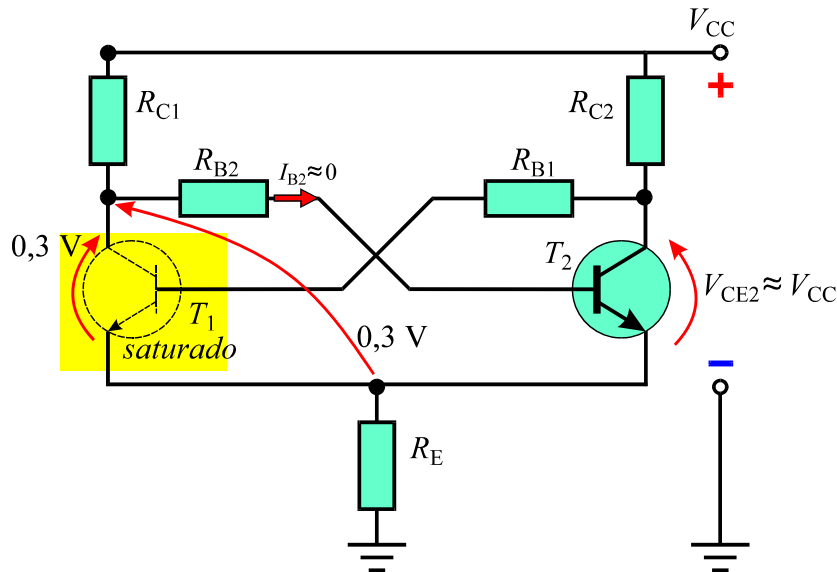 V_CC
+
R_C1
R_C2
R_B2
I_B2≈0
R_B1
0,3 V
T_2
V_CE2 ≈ V_CC
T_1
saturado
0,3 V
−
R_E